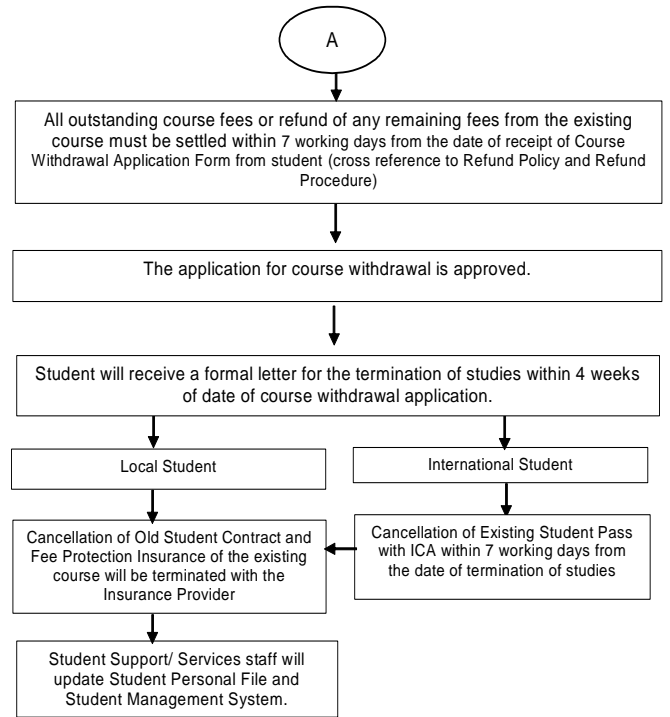 A
All outstanding course fees or refund of any remaining fees from the existing
course must be settled within 7 working days from the date of receipt of Course
Withdrawal Application Form from student (cross reference to Refund Policy and Refund
Procedure)
The application for course withdrawal is approved.
Student will receive a formal letter for the termination of studies within 4 weeks
of date of course withdrawal application.
Local Student
International Student
Cancellation of Old Student Contract and
Fee Protection Insurance of the existing
course will be terminated with the
Insurance Provider
Cancellation of Existing Student Pass
with ICA within 7 working days from
the date of termination of studies
Student Support/ Services staff will
update Student Personal File and
Student Management System.